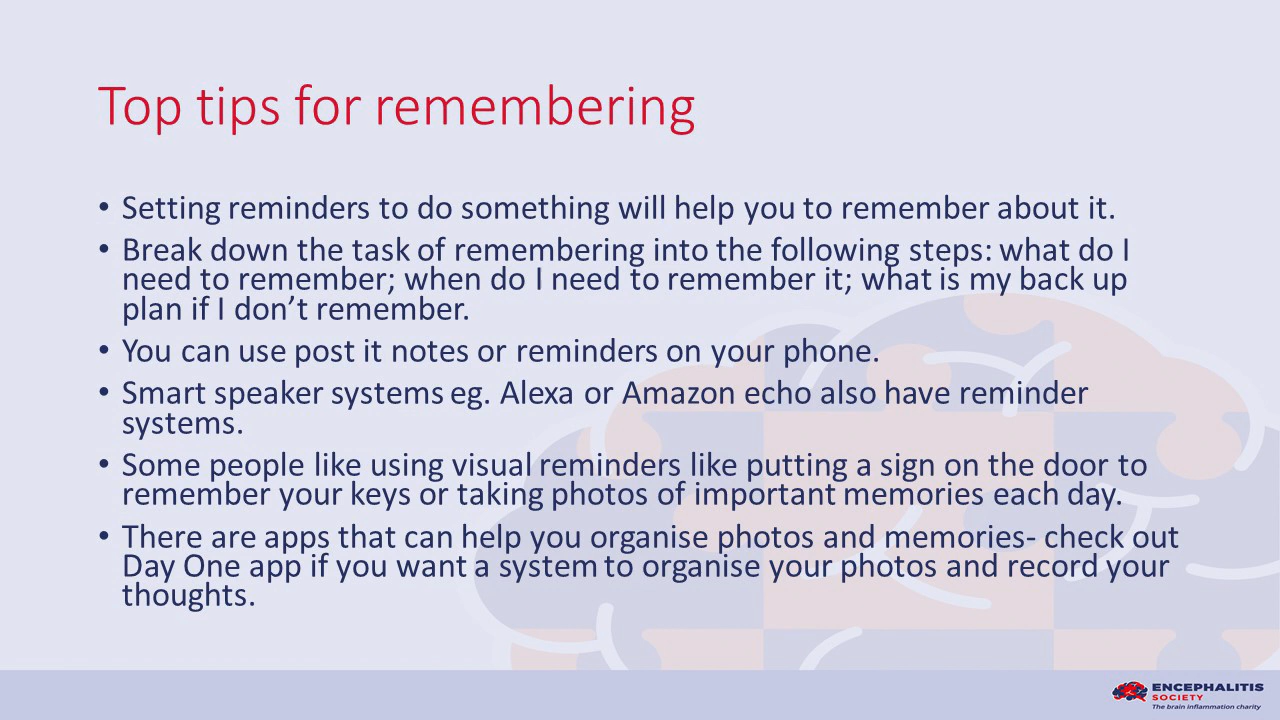 Top tips for remembering
• Setting reminders to do something will help you to remember about it.
• Break down the task of remembering into the following steps: what do I
need to remember; when do I need to remember it; what is my back up
plan if I don’t remember.
• You can use post it notes or reminders on your phone.
• Smart speaker systems eg. Alexa or Amazon echo also have reminder
systems.
• Some people like using visual reminders like putting a sign on the door to
remember your keys or taking photos of important memories each day.
• There are apps that can help you organise photos and memories- check out
Day One app if you want a system to organise your photos and record your
thoughts.
ENCEPHALITIS
SOCIETY
The brain inflammation charity